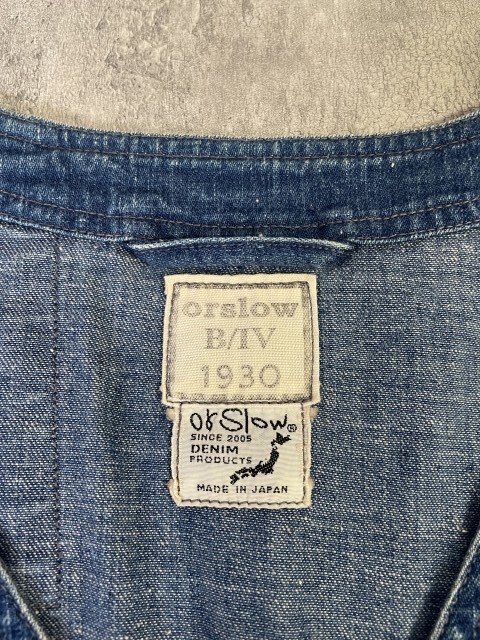 orslow
B/IV
1930
orSlow®
SINCE 2005
DENIM
PRODUCTS
MADE IN JAPAN